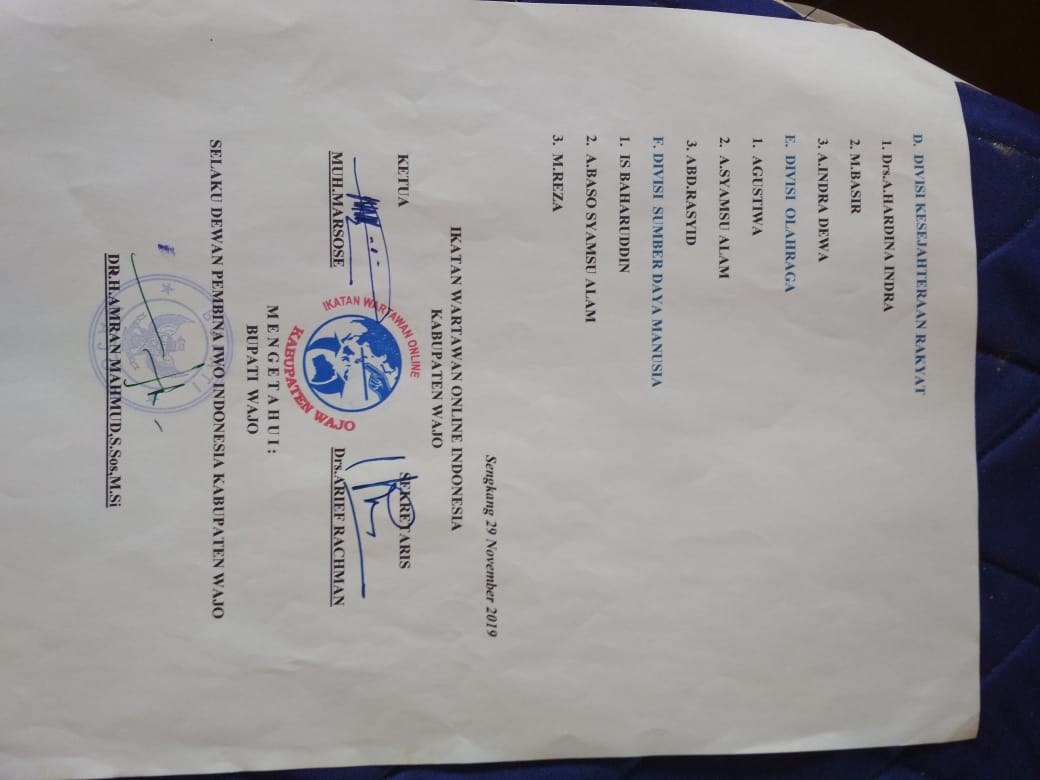 D. DIVISI KESEJAHTERAAN RAKYAT
1. Drs.A.HARDINA INDRA
2. M.BASIR
3. A.INDRA DEWA
E. DIVISI OLAHRAGA
1. AGUSTIWA
2. A.SYAMSU ALAM
3. ABD.RASYID
F. DIVISI SUMBER DAYA MANUSIA
1. IS BAHARUDDIN
2. A.BASO SYAMSU ALAM
3. M.REZA
Sengkang 29 November 2019
IKATAN WARTAWAN ONLINE INDONESIA
KABUPATEN WAJO
KETUA
SEKRETARIS
IKATAN WARTAWAN ONLINE
KABUPATEN WAJO
MUH.MARSOSE
Drs.ARIEF RACHMAN
M E N G E T A H U I :
BUPATI WAJO
SELAKU DEWAN PEMBINA IWO INDONESIA KABUPATEN WAJO
BUPATI
WAJO
DR.H.AMRAN MAHMUD,S.Sos,M.Si